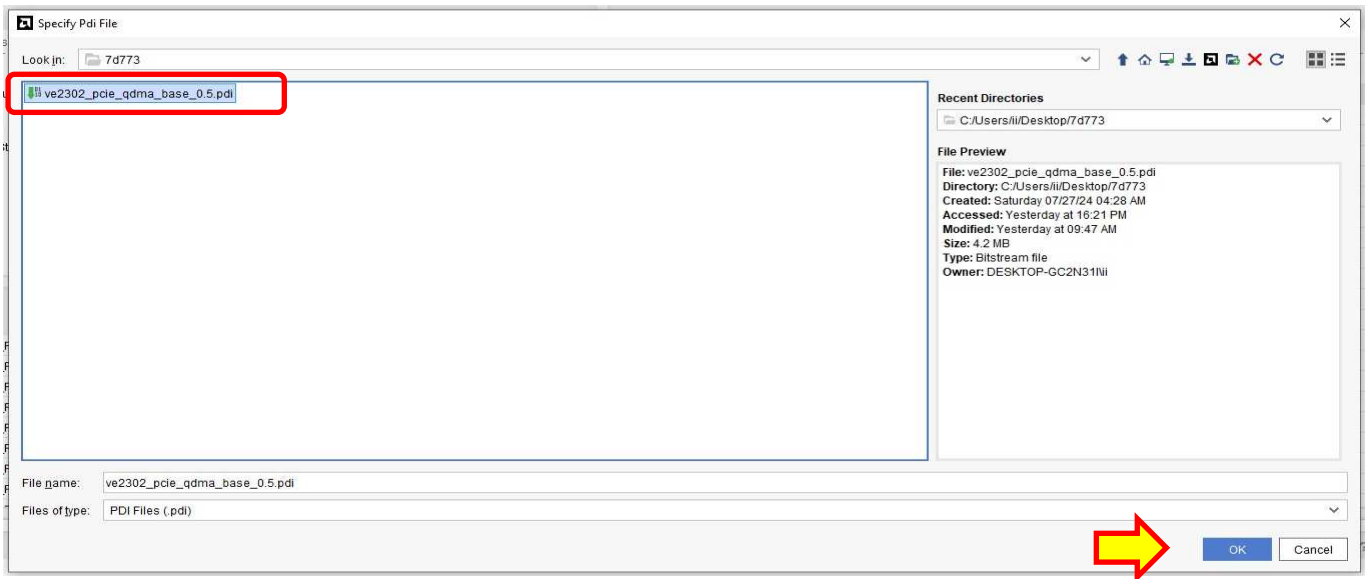 Specify Pdi File
Look in: 7d773
ve2302_pcie_qdma_base_0.5.pdi
Recent Directories
C:/Users/ii/Desktop/7d773
File Preview
File: ve2302_pcie_qdma_base_0.5.pdi
Directory: C:/Users/ii/Desktop/7d773
Created: Saturday 07/27/24 04:28 AM
Accessed: Yesterday at 16:21 PM
Modified: Yesterday at 09:47 AM
Size: 4.2 MB
Type: Bitstream file
Owner: DESKTOP-GC2N31I\ii
File name: ve2302_pcie_qdma_base_0.5.pdi
Files of type: PDI Files (.pdi)
OK Cancel